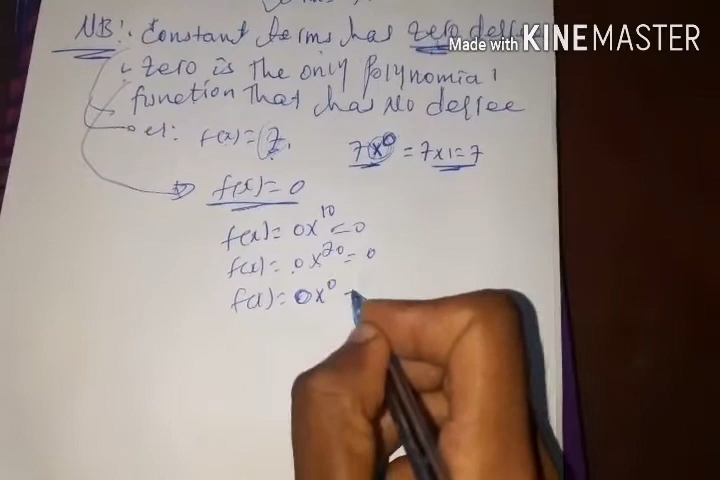 NB: Constant terms has zero degree
Made with KINEMASTER
zero is the only polynomial
function that has No degree
ex: f(x) = 7. 7x⁰ = 7x1 = 7
f(x) = 0
f(x) = 0x¹⁰ = 0
f(x) = 0x²⁰ = 0
f(x) = 0x⁰